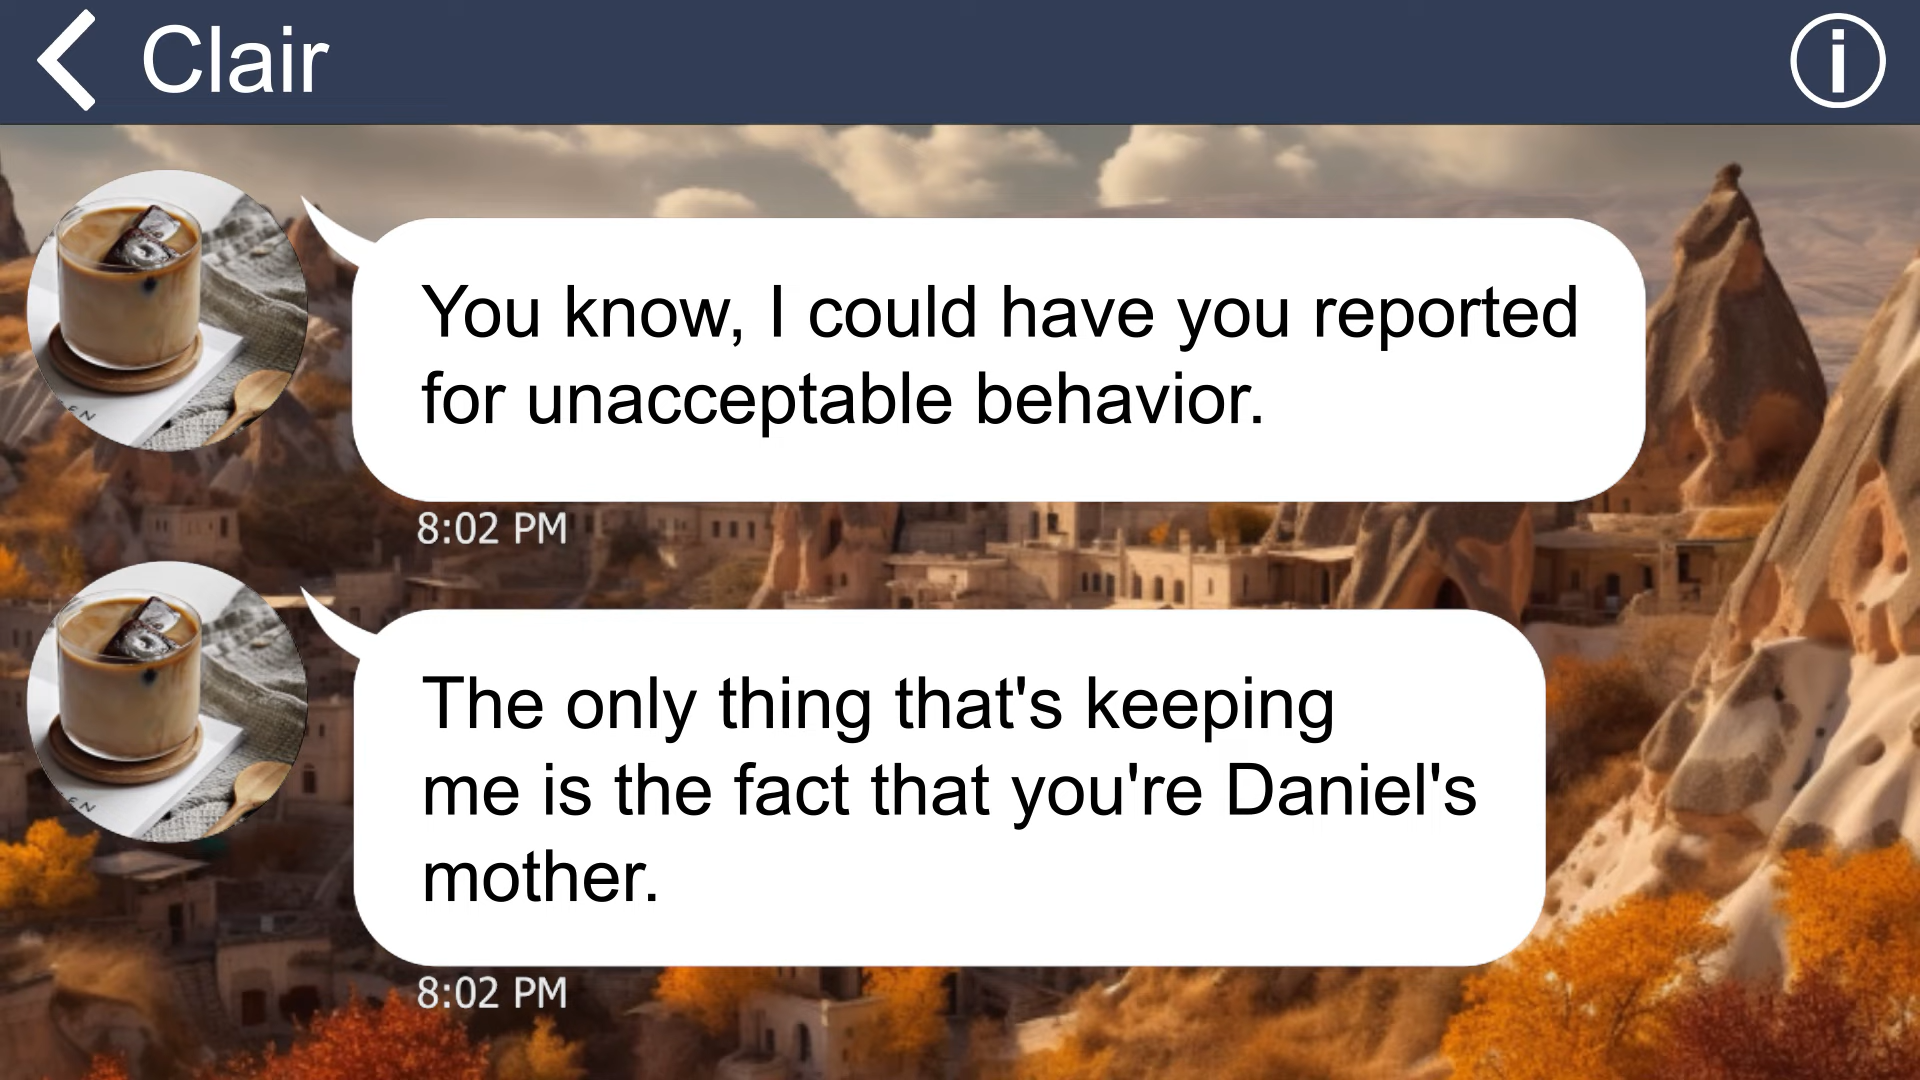 Clair
You know, I could have you reported
for unacceptable behavior.
8:02 PM
The only thing that's keeping
me is the fact that you're Daniel's
mother.
8:02 PM